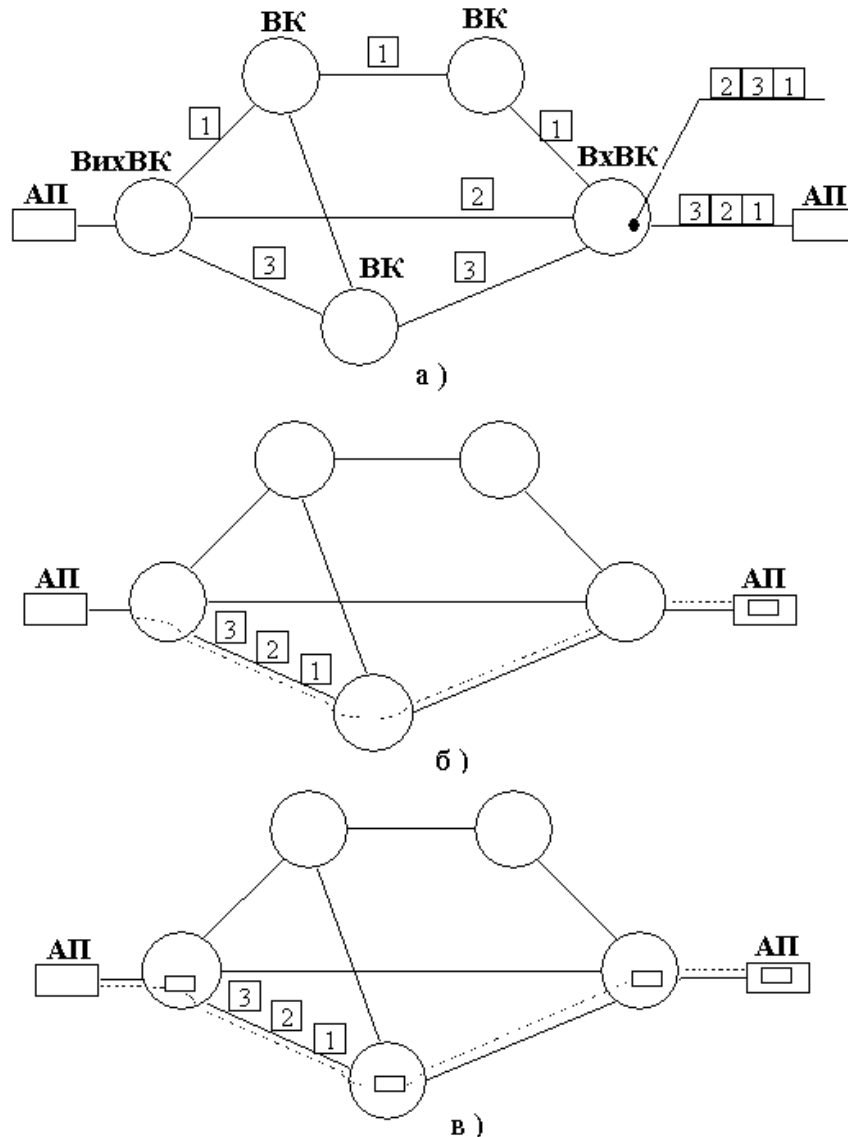 ВК ВК
1
2 3 1
1 1
ВихВК ВхВК
АП 2 3 2 1 АП
3 ВК 3
а )
АП АП
3
2
1
б )
АП АП
3
2
1
в )